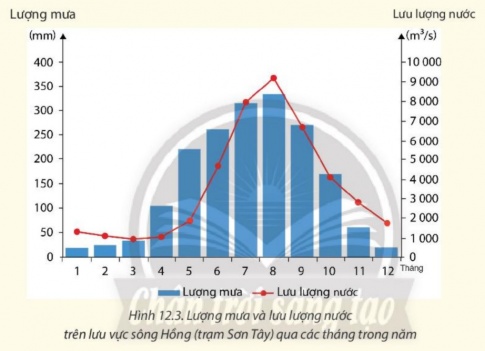 Lượng mưa
Lưu lượng nước
(mm)
(m³/s)
400
350
300
250
200
150
100
50
0
10 000
9 000
8 000
7 000
6 000
5 000
4 000
3 000
2 000
1 000
0
1 2 3 4 5 6 7 8 9 10 11 12 Tháng
Lượng mưa
Lưu lượng nước
Chân trời sáng tạo
Hình 12.3. Lượng mưa và lưu lượng nước
trên lưu vực sông Hồng (trạm Sơn Tây) qua các tháng trong năm